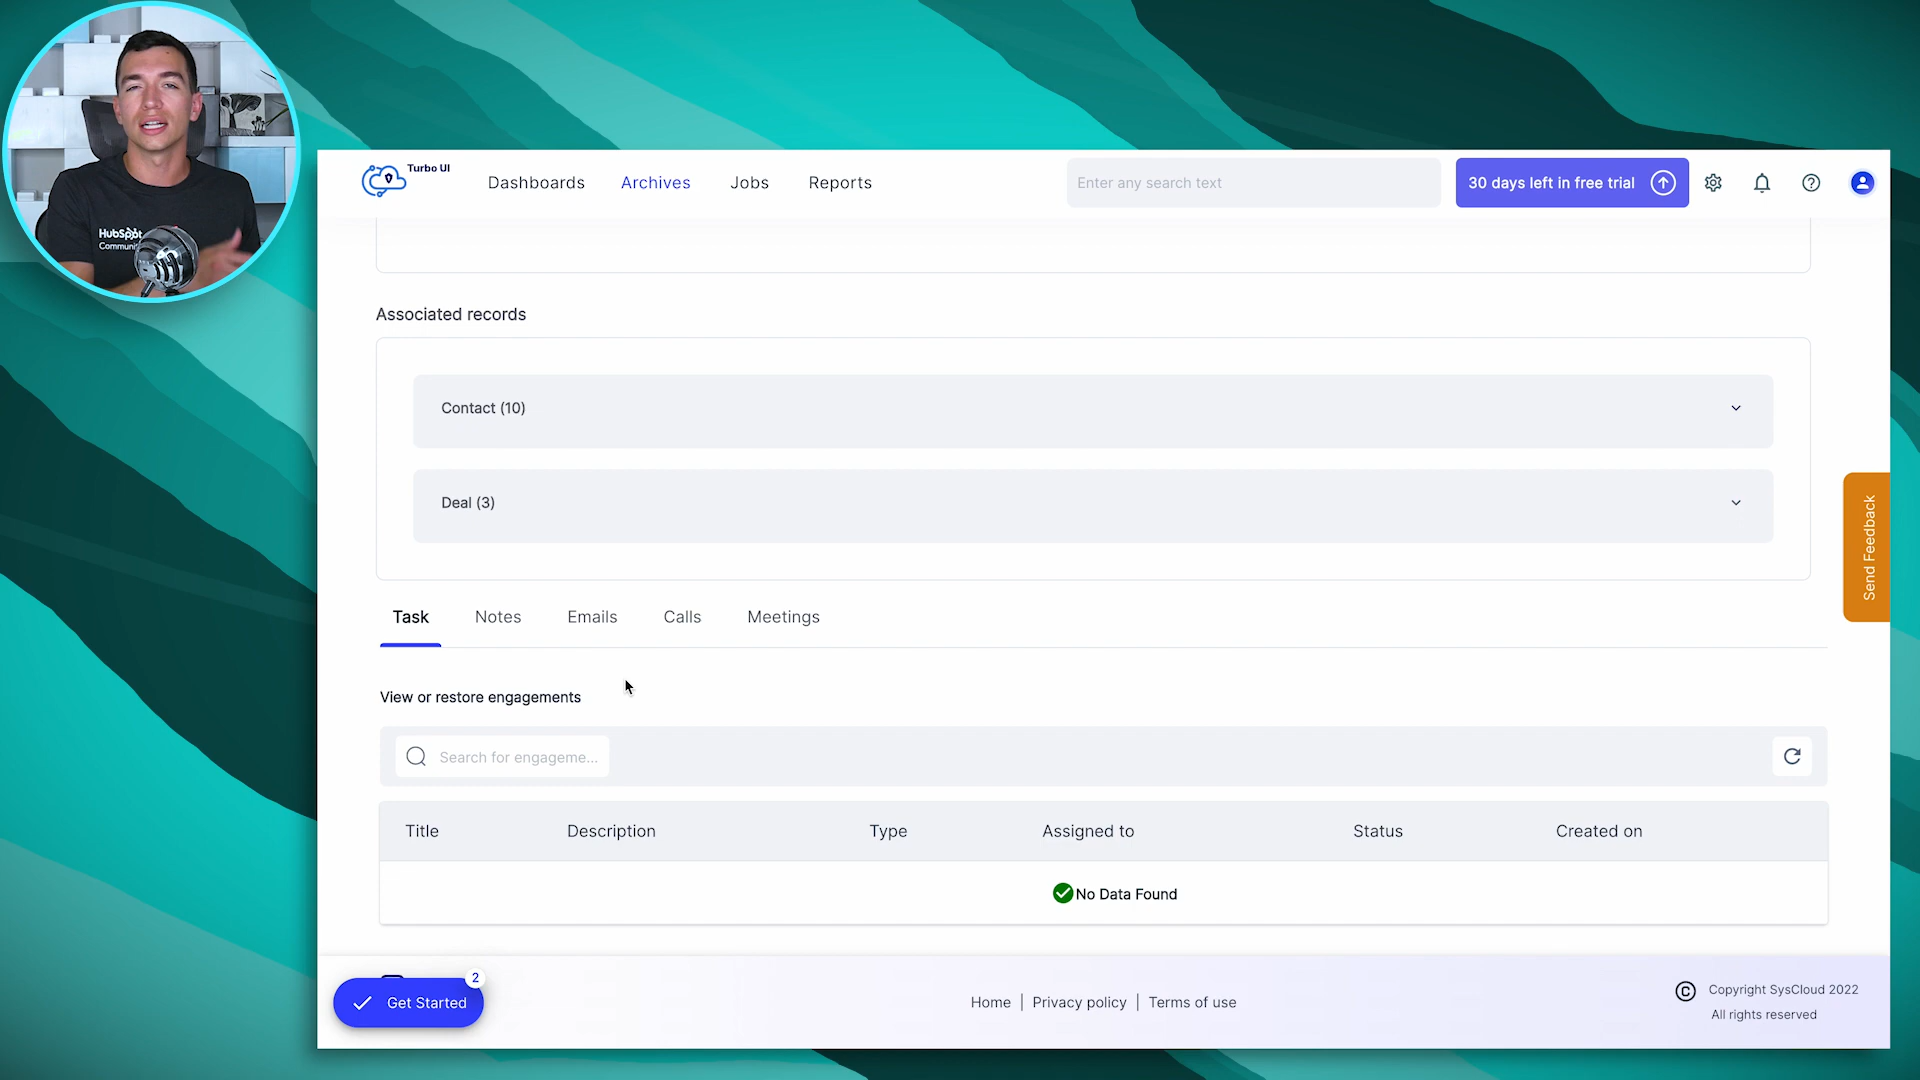 HubSpot
Turbo UI
Dashboards
Archives
Jobs
Reports
Enter any search text
30 days left in free trial
Associated records
Contact (10)
Deal (3)
Send Feedback
Task
Notes
Emails
Calls
Meetings
View or restore engagements
Search for engageme...
Title
Description
Type
Assigned to
Status
Created on
No Data Found
2
Get Started
Home | Privacy policy | Terms of use
© Copyright SysCloud 2022
All rights reserved